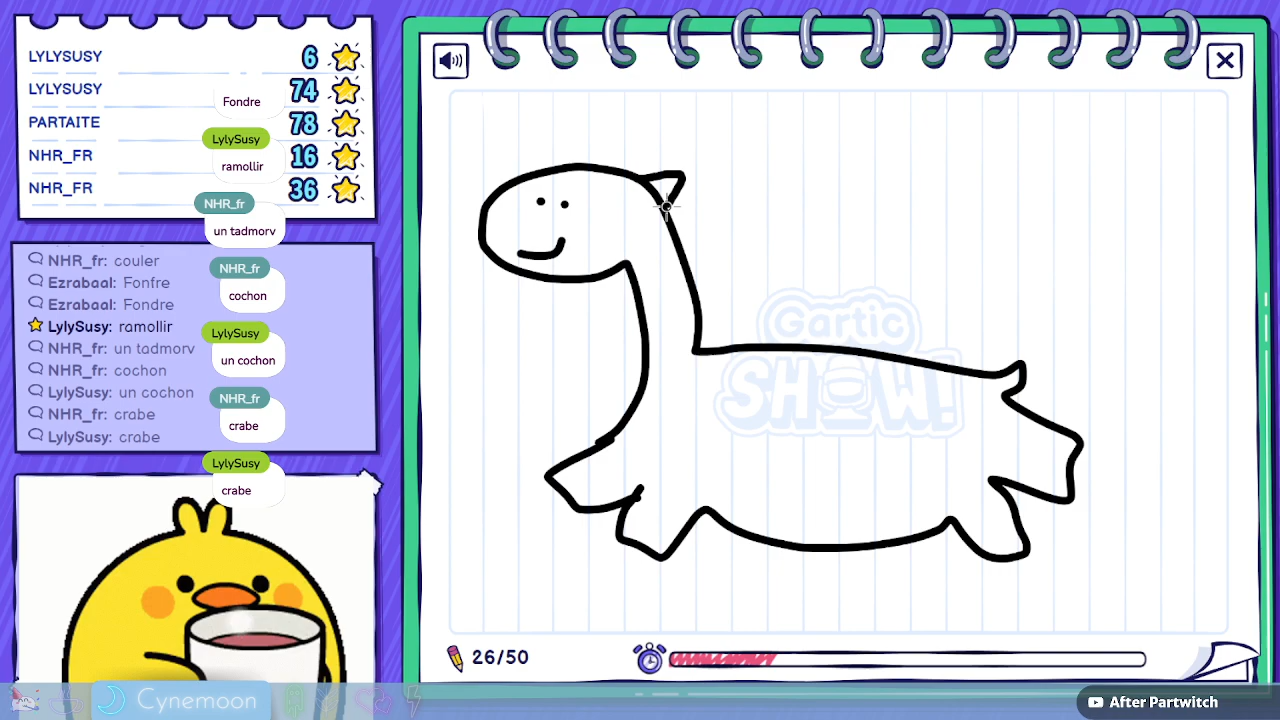 LYLYSUSY 6
LYLYSUSY 74
PARTAITE 78
NHR_FR 16
NHR_FR 36
NHR_fr: couler
Ezrabaal: Fonfre
Ezrabaal: Fondre
LylySusy: ramollir
NHR_fr: un tadmorv
NHR_fr: cochon
LylySusy: un cochon
NHR_fr: crabe
LylySusy: crabe
Fondre
LylySusy
ramollir
NHR_fr
un tadmorv
NHR_fr
cochon
LylySusy
un cochon
NHR_fr
crabe
LylySusy
crabe
Gartic
SHOW!
26/50
Cynemoon
After Partwitch